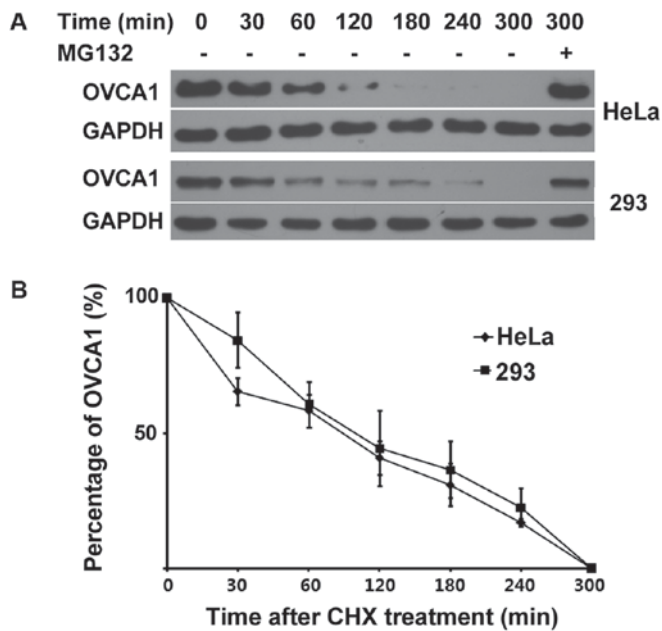 A Time (min) 0 30 60 120 180 240 300 300
MG132 - - - - - - - +
OVCA1
GAPDH
HeLa
OVCA1
GAPDH
293
B
Percentage of OVCA1 (%)
100
50
HeLa
293
0 30 60 120 180 240 300
Time after CHX treatment (min)